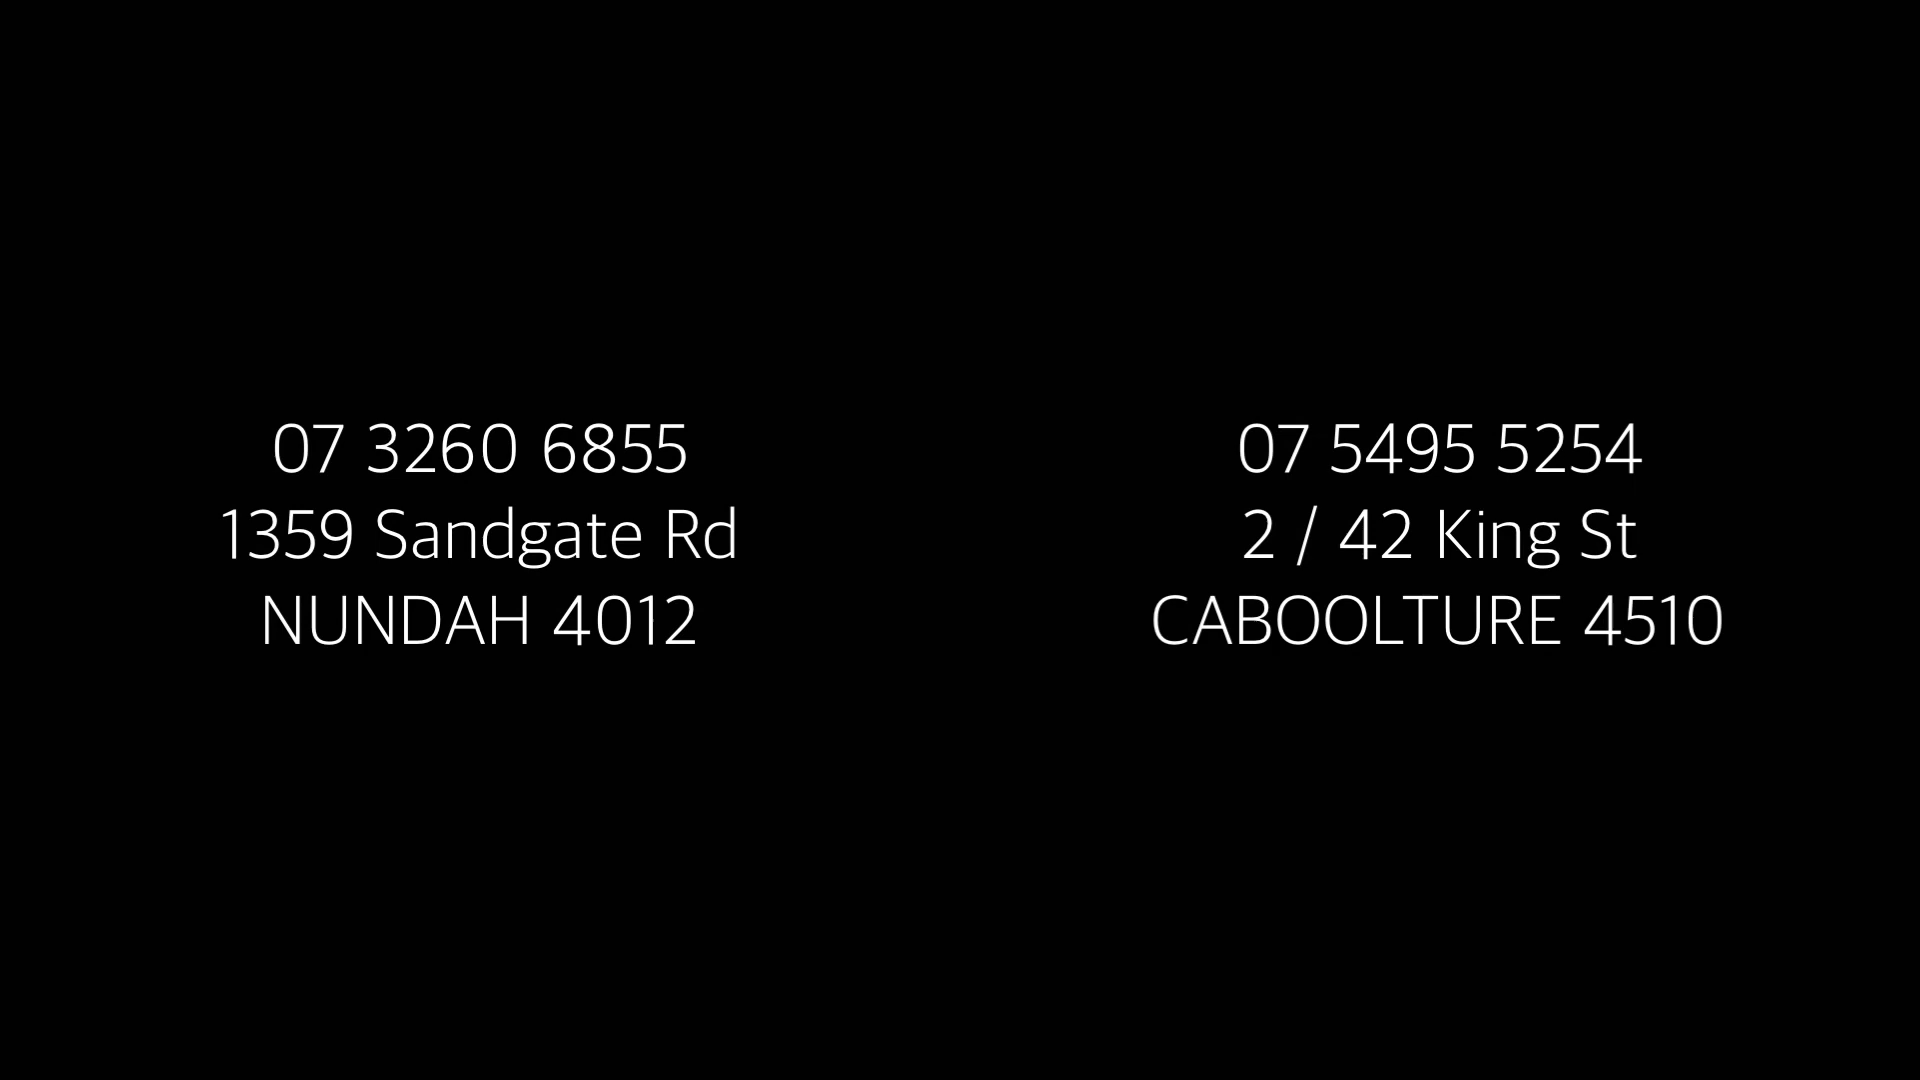 07 3260 6855
1359 Sandgate Rd
NUNDAH 4012
07 5495 5254
2 / 42 King St
CABOOLTURE 4510